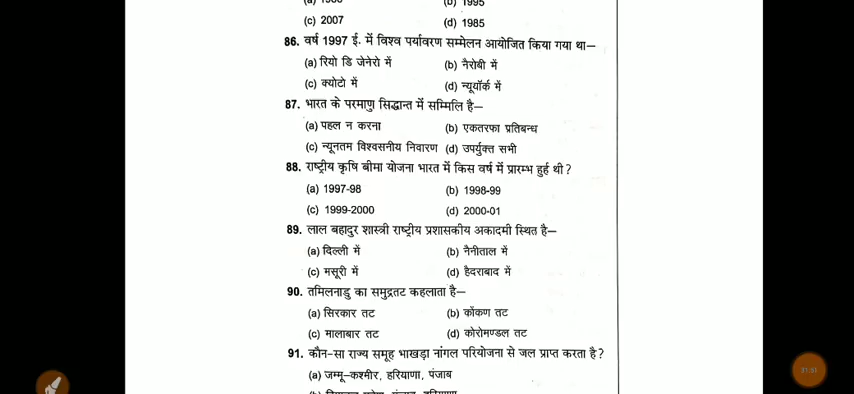 (c) 2007 (d) 1985
86. वर्ष 1997 ई. में विश्व पर्यावरण सम्मेलन आयोजित किया गया था—
(a) रियो डि जेनेरो में (b) नैरोबी में
(c) क्योटो में (d) न्यूयॉर्क में
87. भारत के परमाणु सिद्धान्त में सम्मिलि है—
(a) पहल न करना (b) एकतरफा प्रतिबन्ध
(c) न्यूनतम विश्वसनीय निवारण (d) उपर्युक्त सभी
88. राष्ट्रीय कृषि बीमा योजना भारत में किस वर्ष में प्रारम्भ हुई थी?
(a) 1997-98 (b) 1998-99
(c) 1999-2000 (d) 2000-01
89. लाल बहादुर शास्त्री राष्ट्रीय प्रशासकीय अकादमी स्थित है—
(a) दिल्ली में (b) नैनीताल में
(c) मसूरी में (d) हैदराबाद में
90. तमिलनाडु का समुद्रतट कहलाता है—
(a) सिरकार तट (b) कोंकण तट
(c) मालाबार तट (d) कोरोमण्डल तट
91. कौन-सा राज्य समूह भाखड़ा नांगल परियोजना से जल प्राप्त करता है?
(a) जम्मू-कश्मीर, हरियाणा, पंजाब